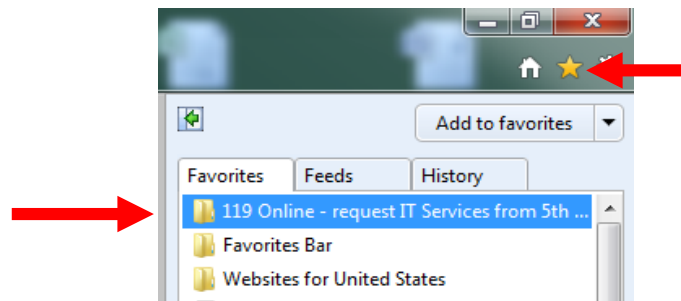 Add to favorites
Favorites Feeds History
119 Online - request IT Services from 5th ...
Favorites Bar
Websites for United States